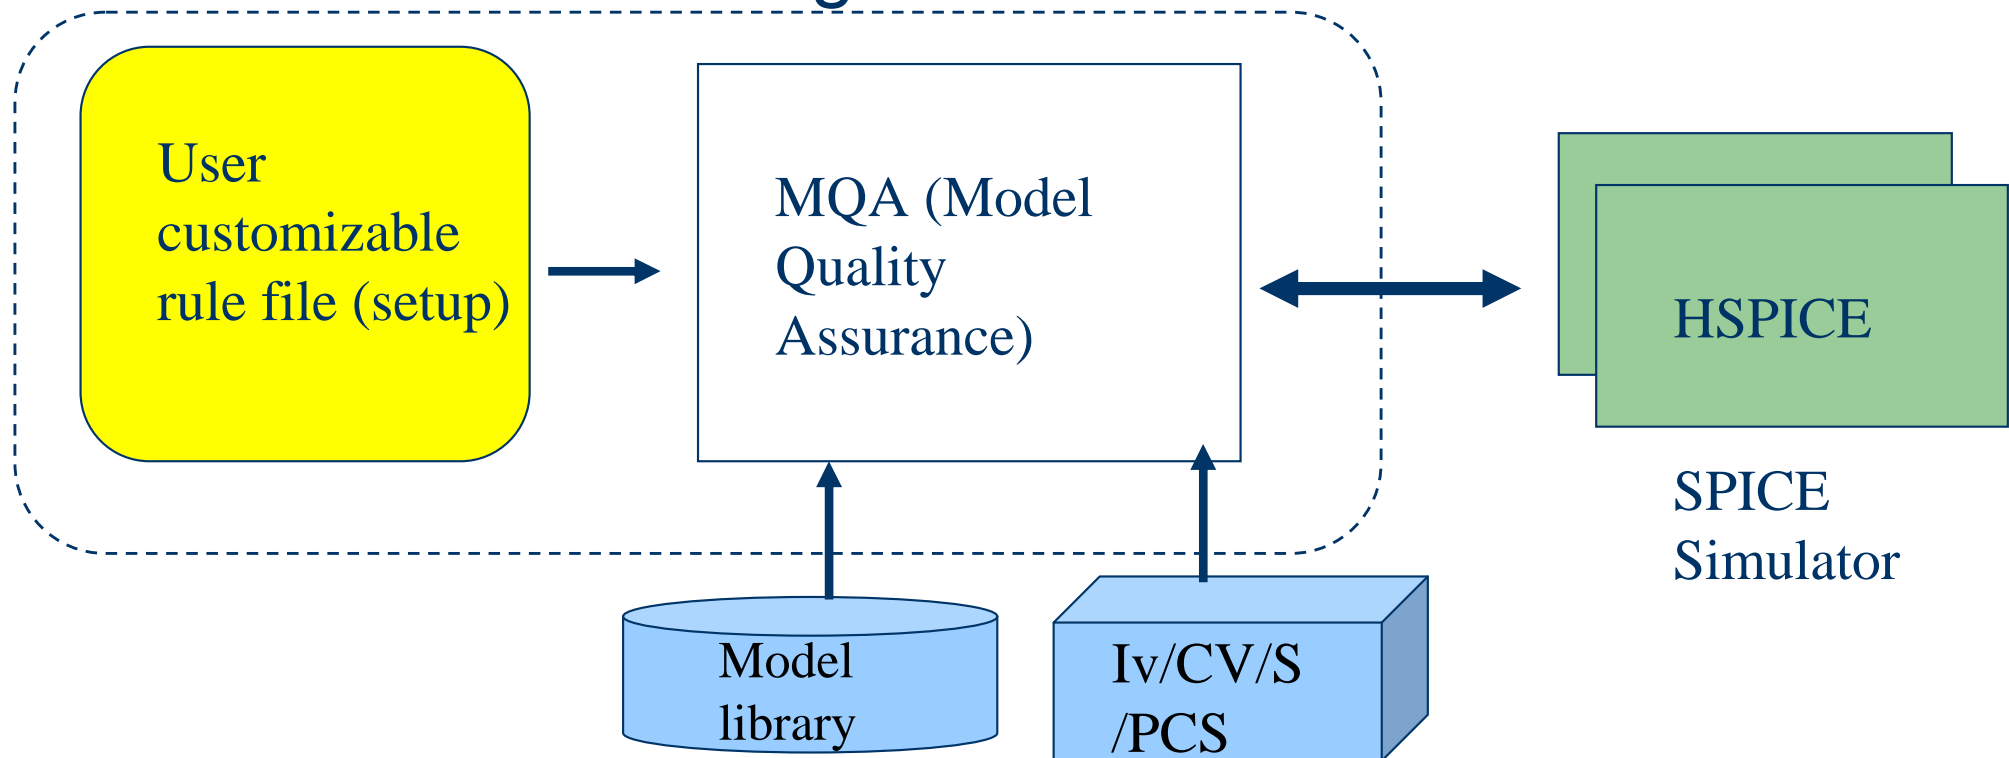 User
customizable
rule file (setup)
MQA (Model
Quality
Assurance)
HSPICE
SPICE
Simulator
Model
library
Iv/CV/S
/PCS